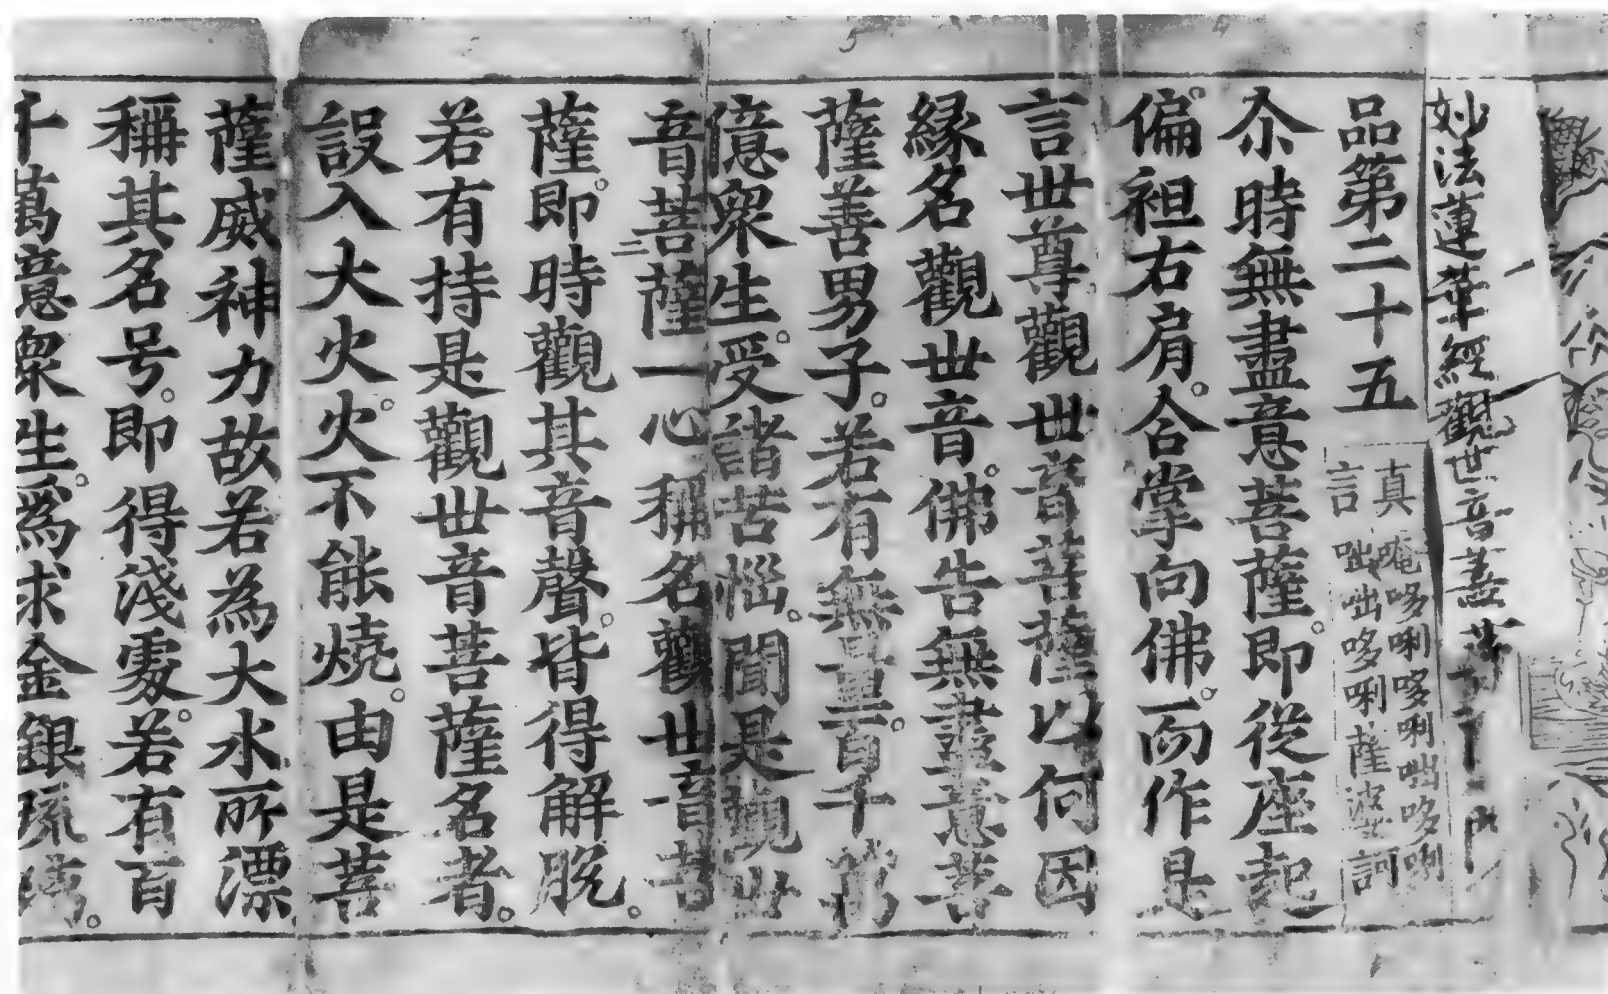 妙法蓮華經觀世音菩薩普門
品第二十五
真言
唵哆唎哆唎咄哆唎
咄咄哆唎薩婆訶
尒時無盡意菩薩。即從座起
偏。袒右肩。合掌向佛。而作是
言世尊觀世音菩薩以何因
緣名觀世音。佛告無盡意菩
薩善男子。若有無量百。千萬
億衆生。受諸苦惱。聞是觀世
音菩薩一心稱名觀世音菩
薩。即時觀其音聲。皆得解脫。
若有持是觀世音菩薩名者。
設入大火。火不能燒。由是菩
薩威神力故若為大水所漂
稱其名号。即得淺處。若有百
千萬意衆生。爲求金銀琉璃。